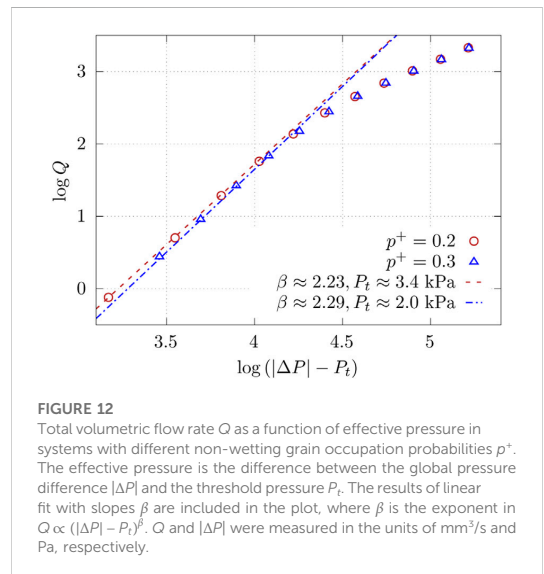 3
2
1
0
log Q
p⁺ = 0.2
p⁺ = 0.3
β ≈ 2.23, Pₜ ≈ 3.4 kPa
β ≈ 2.29, Pₜ ≈ 2.0 kPa
3.5 4 4.5 5
log (|ΔP| − Pₜ)
FIGURE 12
Total volumetric flow rate Q as a function of effective pressure in
systems with different non-wetting grain occupation probabilities p⁺.
The effective pressure is the difference between the global pressure
difference |ΔP| and the threshold pressure Pₜ. The results of linear
fit with slopes β are included in the plot, where β is the exponent in
Q ∝ (|ΔP| − Pₜ)^β. Q and |ΔP| were measured in the units of mm³/s and
Pa, respectively.